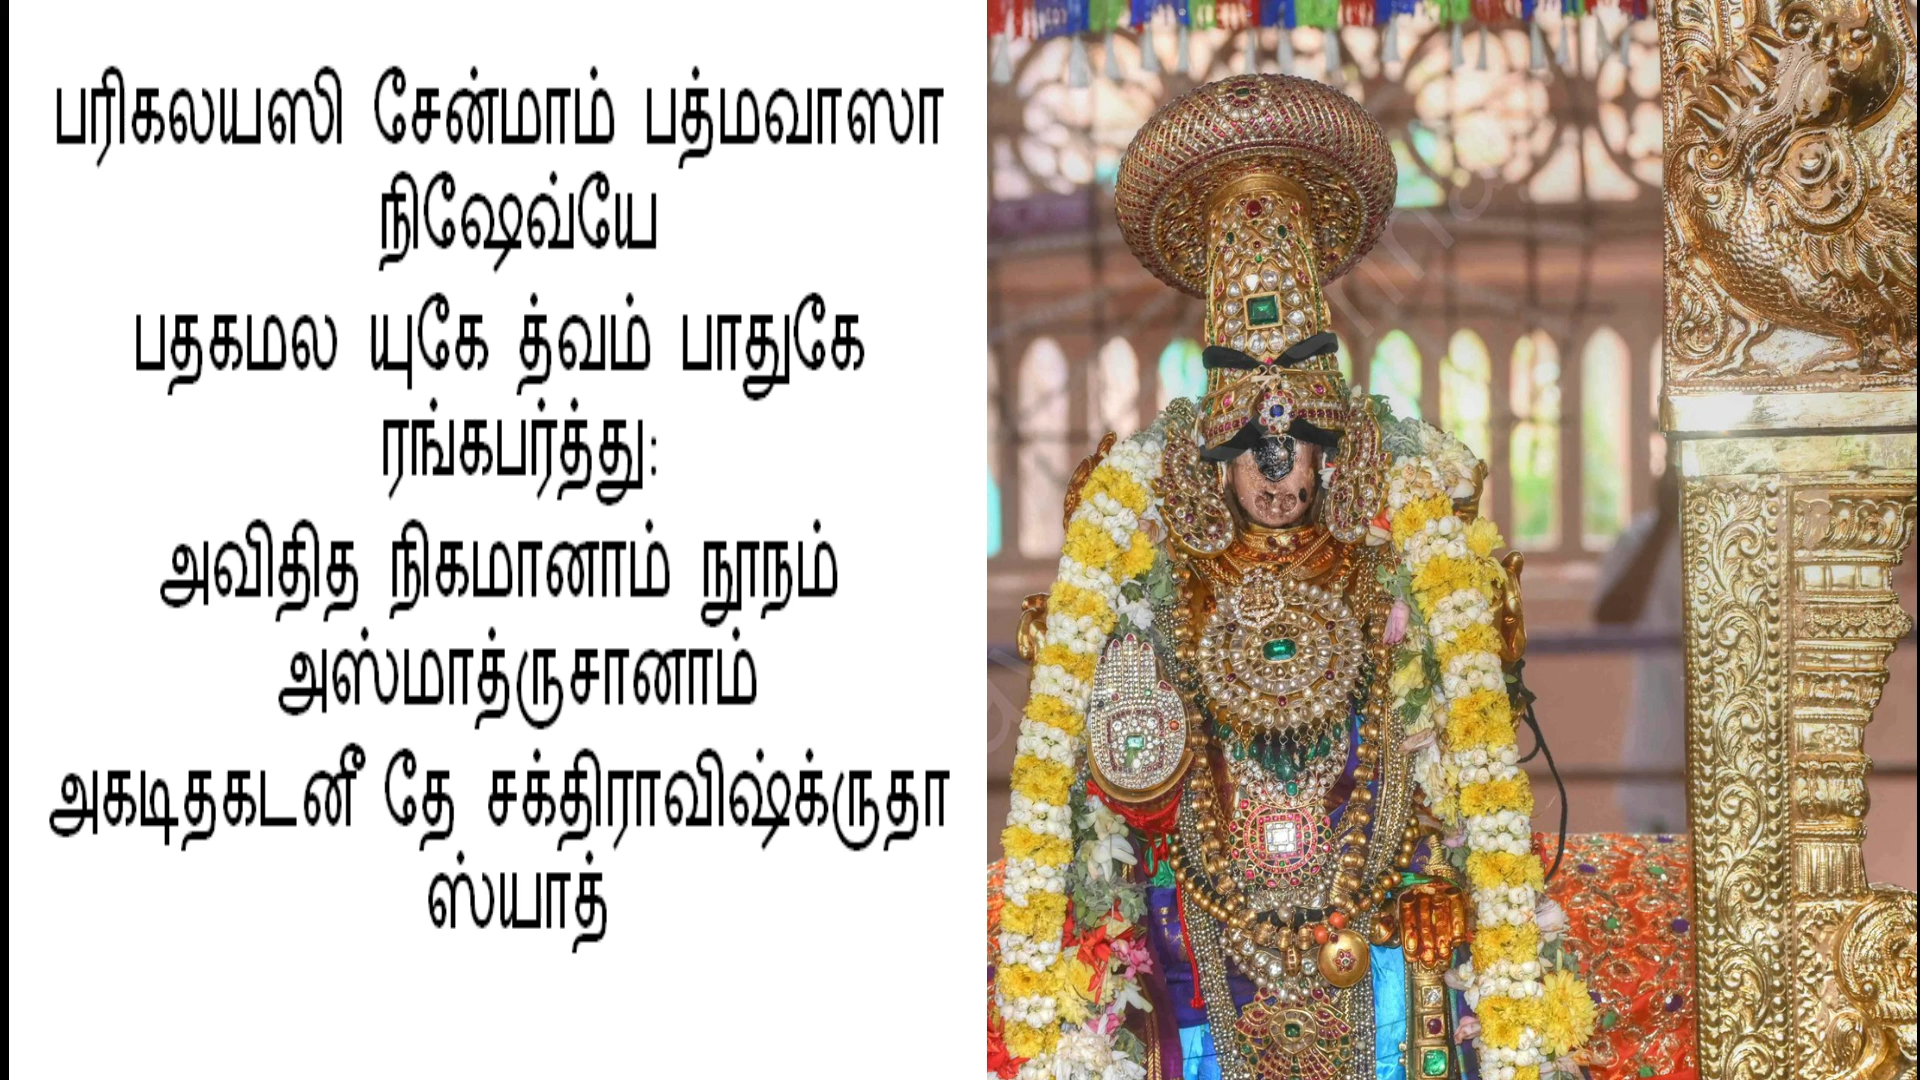 பரிகலயஸி சேன்மாம் பத்மவாஸா
நிஷேவ்யே
பதகமல யுகே த்வம் பாதுகே
ரங்கபர்த்து:
அவிதித நிகமானாம் நூநம்
அஸ்மாத்ருசானாம்
அகடிதகடனீ தே சக்திராவிஷ்க்ருதா
ஸ்யாத்